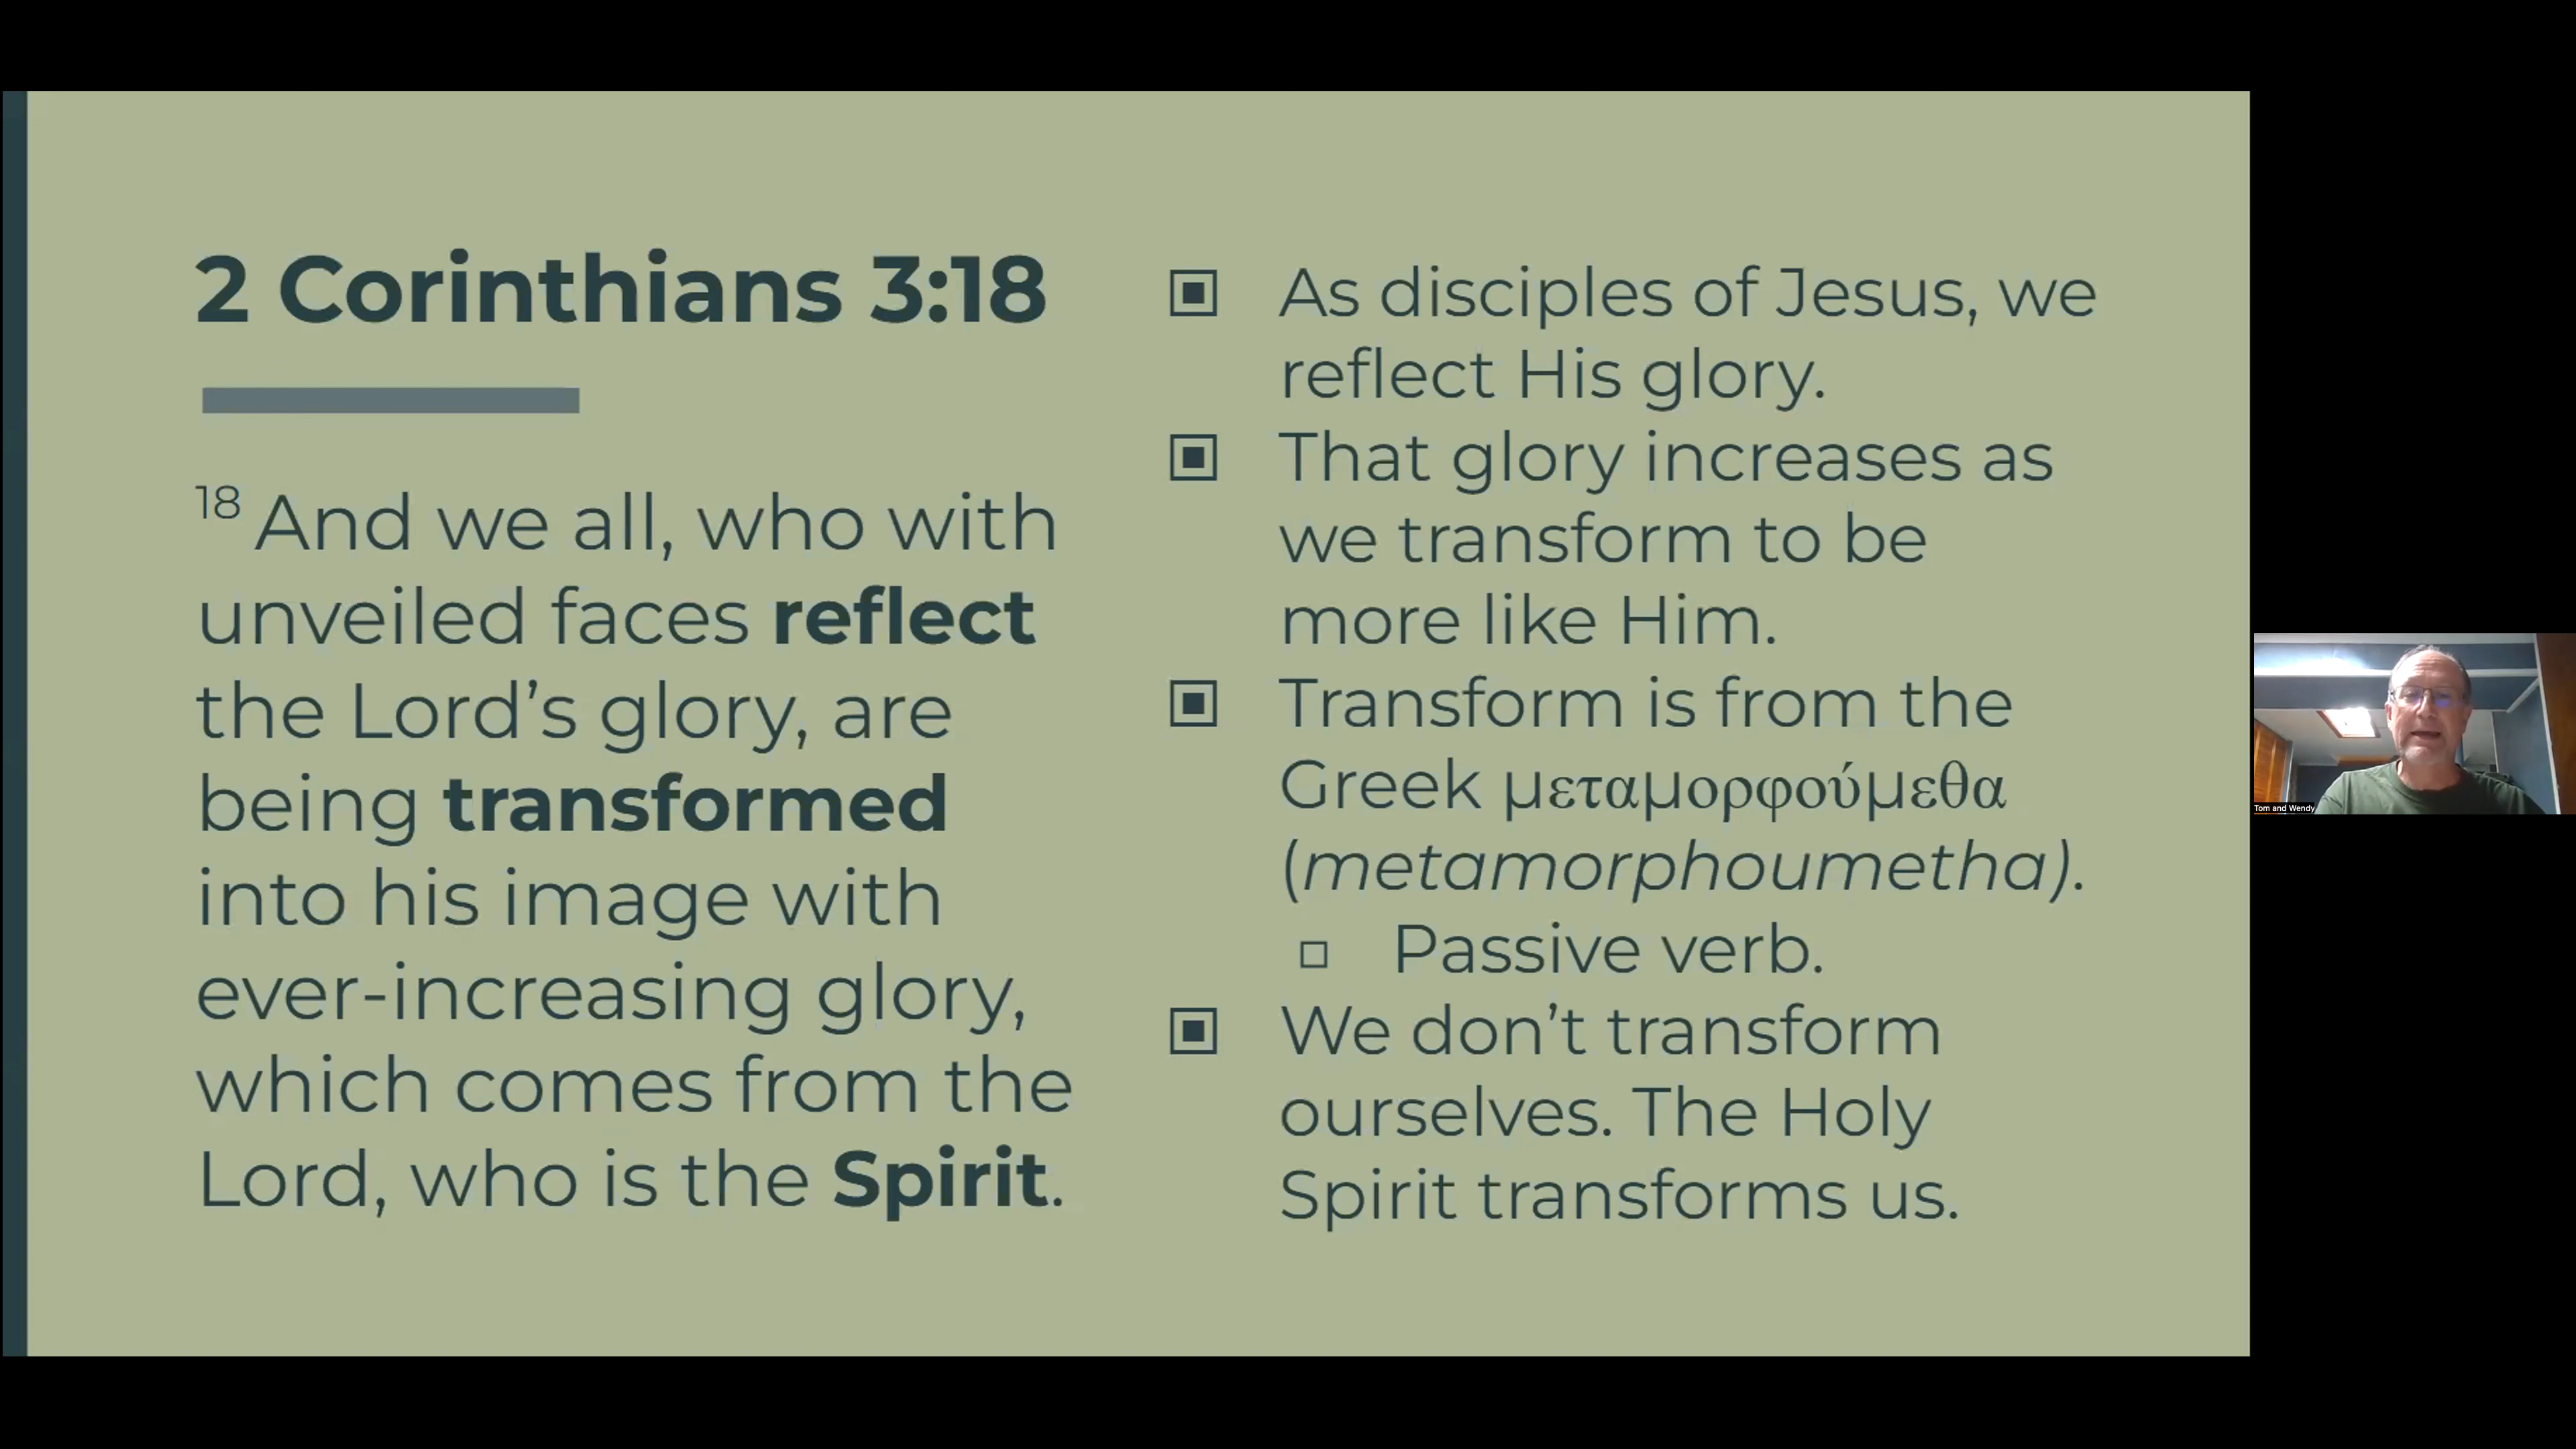 2 Corinthians 3:18
18 And we all, who with
unveiled faces reflect
the Lord’s glory, are
being transformed
into his image with
ever-increasing glory,
which comes from the
Lord, who is the Spirit.
As disciples of Jesus, we
reflect His glory.
That glory increases as
we transform to be
more like Him.
Transform is from the
Greek μεταμορφούμεθα
(metamorphoumetha).
Passive verb.
We don’t transform
ourselves. The Holy
Spirit transforms us.
Tom and Wendy